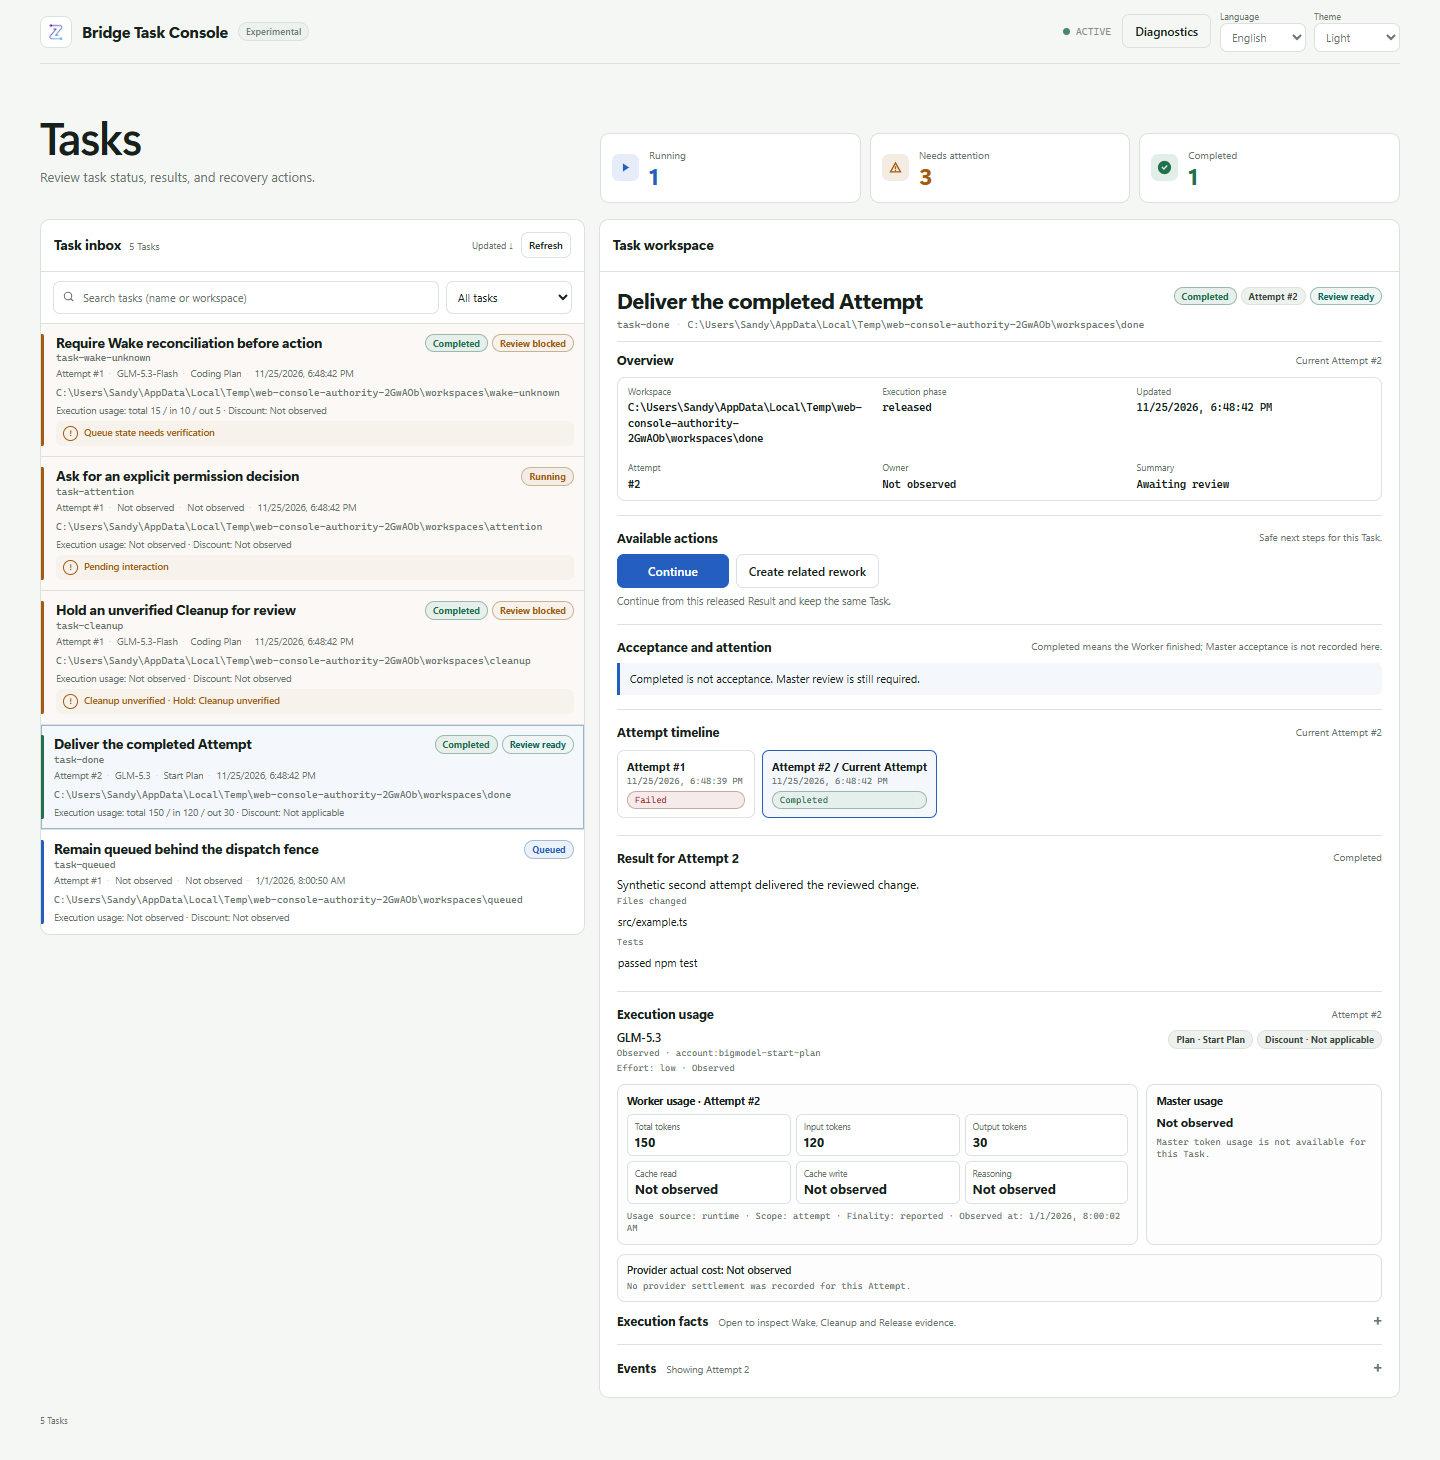 Bridge Task Console
Experimental
ACTIVE
Diagnostics
Language
English
Theme
Light
Tasks
Review task status, results, and recovery actions.
Running
1
Needs attention
3
Completed
1
Task inbox 5 Tasks
Updated ↓
Refresh
Search tasks (name or workspace)
All tasks
Require Wake reconciliation before action
Completed
Review blocked
task-wake-unknown
Attempt #1 · GLM-5.3-Flash · Coding Plan · 11/25/2026, 6:48:42 PM
C:\Users\Sandy\AppData\Local\Temp\web-console-authority-2GwAOb\workspaces\wake-unknown
Execution usage: total 15 / in 10 / out 5 · Discount: Not observed
! Queue state needs verification
Ask for an explicit permission decision
Running
task-attention
Attempt #1 · Not observed · Not observed · 11/25/2026, 6:48:42 PM
C:\Users\Sandy\AppData\Local\Temp\web-console-authority-2GwAOb\workspaces\attention
Execution usage: Not observed · Discount: Not observed
! Pending interaction
Hold an unverified Cleanup for review
Completed
Review blocked
task-cleanup
Attempt #1 · GLM-5.3-Flash · Coding Plan · 11/25/2026, 6:48:42 PM
C:\Users\Sandy\AppData\Local\Temp\web-console-authority-2GwAOb\workspaces\cleanup
Execution usage: Not observed · Discount: Not observed
! Cleanup unverified · Hold: Cleanup unverified
Deliver the completed Attempt
Completed
Review ready
task-done
Attempt #2 · GLM-5.3 · Start Plan · 11/25/2026, 6:48:42 PM
C:\Users\Sandy\AppData\Local\Temp\web-console-authority-2GwAOb\workspaces\done
Execution usage: total 150 / in 120 / out 30 · Discount: Not applicable
Remain queued behind the dispatch fence
Queued
task-queued
Attempt #1 · Not observed · Not observed · 1/1/2026, 8:00:50 AM
C:\Users\Sandy\AppData\Local\Temp\web-console-authority-2GwAOb\workspaces\queued
Execution usage: Not observed · Discount: Not observed
Task workspace
Deliver the completed Attempt
Completed
Attempt #2
Review ready
task-done · C:\Users\Sandy\AppData\Local\Temp\web-console-authority-2GwAOb\workspaces\done
Overview
Current Attempt #2
Workspace
C:\Users\Sandy\AppData\Local\Temp\web-
console-authority-
2GwAOb\workspaces\done
Execution phase
released
Updated
11/25/2026, 6:48:42 PM
Attempt
#2
Owner
Not observed
Summary
Awaiting review
Available actions
Safe next steps for this Task.
Continue
Create related rework
Continue from this released Result and keep the same Task.
Acceptance and attention
Completed means the Worker finished; Master acceptance is not recorded here.
Completed is not acceptance. Master review is still required.
Attempt timeline
Current Attempt #2
Attempt #1
11/25/2026, 6:48:39 PM
Failed
Attempt #2 / Current Attempt
11/25/2026, 6:48:42 PM
Completed
Result for Attempt 2
Completed
Synthetic second attempt delivered the reviewed change.
Files changed
src/example.ts
Tests
passed npm test
Execution usage
Attempt #2
GLM-5.3
Plan · Start Plan
Discount · Not applicable
Observed · account:bigmodel-start-plan
Effort: low · Observed
Worker usage · Attempt #2
Total tokens
150
Input tokens
120
Output tokens
30
Cache read
Not observed
Cache write
Not observed
Reasoning
Not observed
Usage source: runtime · Scope: attempt · Finality: reported · Observed at: 1/1/2026, 8:00:02
AM
Master usage
Not observed
Master token usage is not available for
this Task.
Provider actual cost: Not observed
No provider settlement was recorded for this Attempt.
Execution facts Open to inspect Wake, Cleanup and Release evidence. +
Events Showing Attempt 2 +
5 Tasks